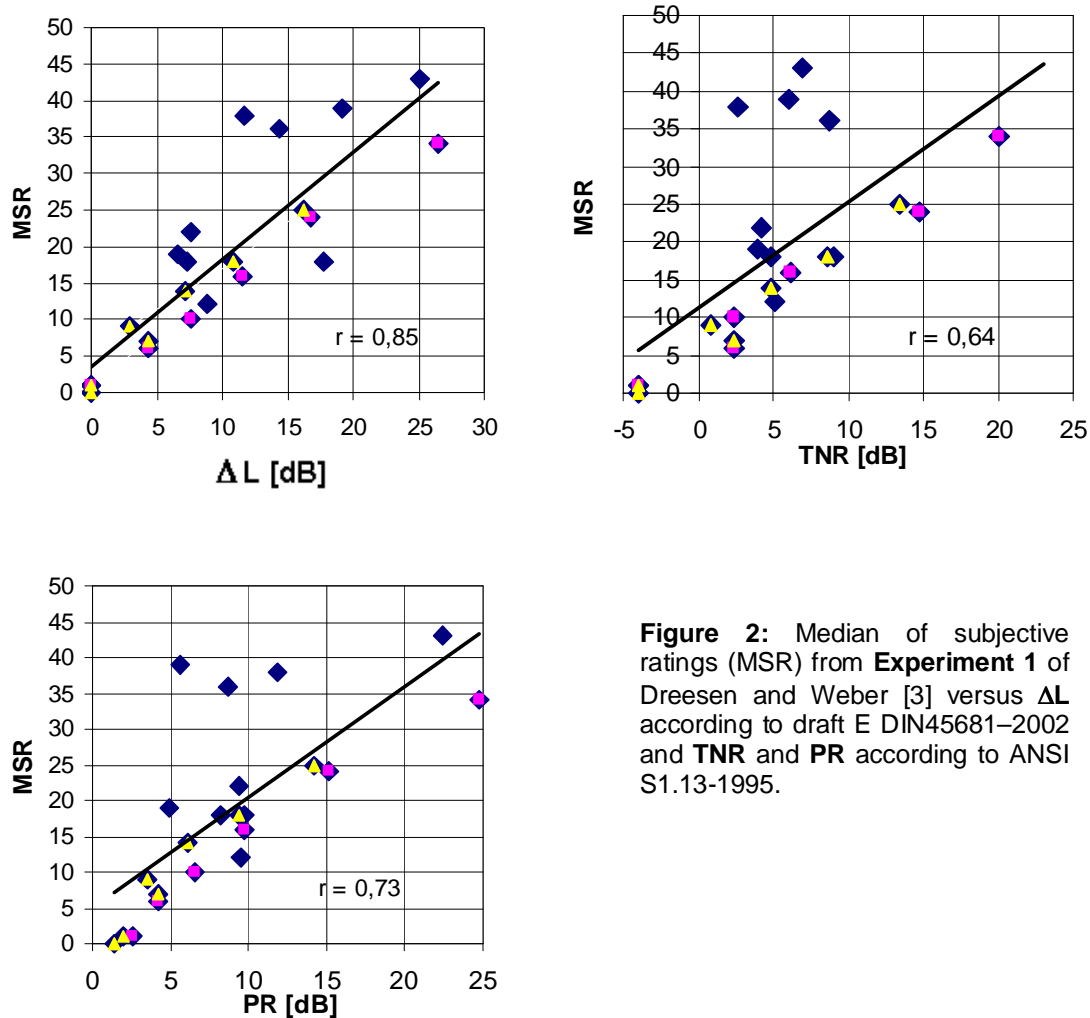 50
45
40
35
30
25
20
15
10
5
0
MSR
r = 0,85
0 5 10 15 20 25 30
Δ L [dB]
50
45
40
35
30
25
20
15
10
5
0
MSR
r = 0,64
-5 0 5 10 15 20 25
TNR [dB]
50
45
40
35
30
25
20
15
10
5
0
MSR
r = 0,73
0 5 10 15 20 25
PR [dB]
Figure 2: Median of subjective
ratings (MSR) from Experiment 1 of
Dreesen and Weber [3] versus ΔL
according to draft E DIN45681–2002
and TNR and PR according to ANSI
S1.13-1995.